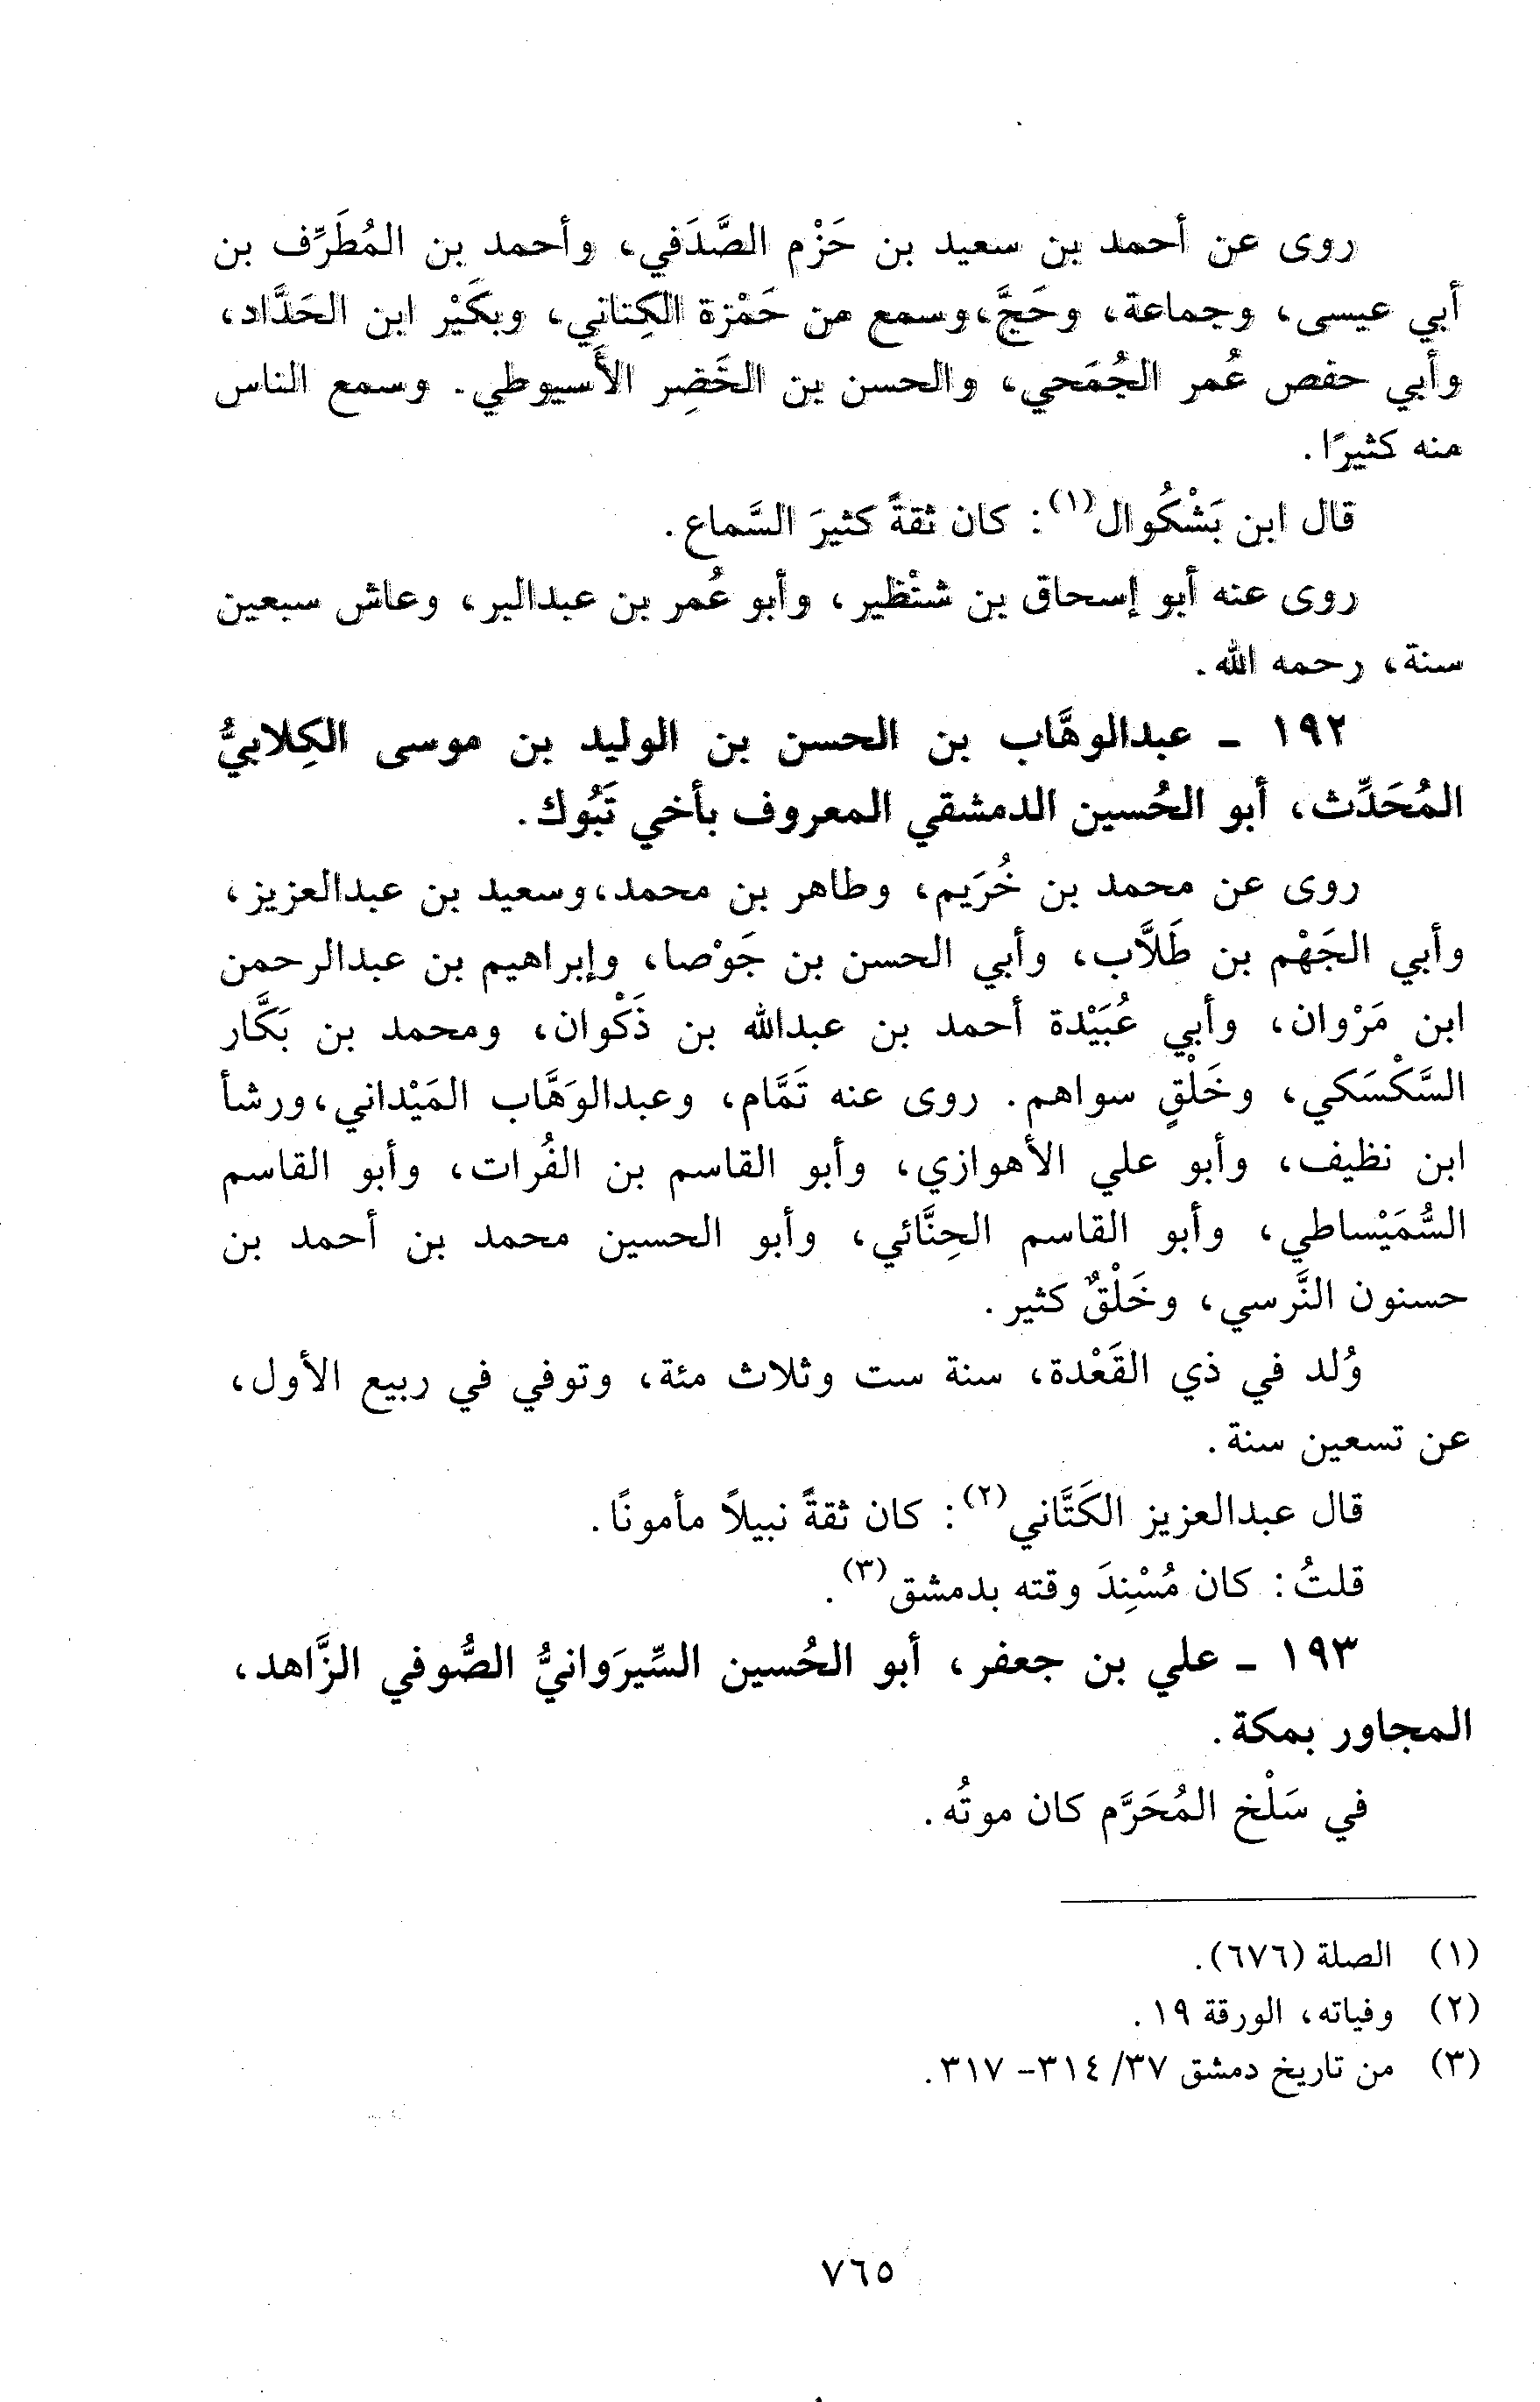 روى عن أحمد بن سعيد بن حَزْم الصَّدَفي، وأحمد بن المُطَرِّف بن
أبي عيسى، وجماعة، وحَجَّ،وسمع من حَمْزة الكِتاني، وبكَيْر ابن الحَدَّاد،
وأبي حفص عُمر الجُمَحي، والحسن بن الخَضِر الأَسيوطي. وسمع الناس
منه كثيرًا.
قال ابن بَشْكُوال(١): كان ثقةً كثيرَ السَّماع.
روى عنه أبو إسحاق بن شنْظير، وأبو عُمر بن عبدالبر، وعاش سبعين
سنة، رحمه الله.
١٩٢ ـ عبدالوهَّاب بن الحسن بن الوليد بن موسى الكِلابيُّ
المُحَدِّث، أبو الحُسين الدمشقي المعروف بأخي تَبُوك.
روى عن محمد بن خُرَيم، وطاهر بن محمد،وسعيد بن عبدالعزيز،
وأبي الجَهْم بن طَلَّاب، وأبي الحسن بن جَوْصا، وإبراهيم بن عبدالرحمن
ابن مَرْوان، وأبي عُبَيْدة أحمد بن عبدالله بن ذَكْوان، ومحمد بن بَكَّار
السَّكْسَكي، وخَلْقٍ سواهم. روى عنه تَمَّام، وعبدالوَهَّاب المَيْداني،ورشأ
ابن نظيف، وأبو علي الأهوازي، وأبو القاسم بن الفُرات، وأبو القاسم
السُّمَيْساطي، وأبو القاسم الحِنَّائي، وأبو الحسين محمد بن أحمد بن
حسنون النَّرسي، وخَلْقٌ كثير.
وُلد في ذي القَعْدة، سنة ست وثلاث مئة، وتوفي في ربيع الأول،
عن تسعين سنة.
قال عبدالعزيز الكَتَّاني(٢): كان ثقةً نبيلاً مأمونًا.
قلتُ: كان مُسْنِدَ وقته بدمشق(٣).
١٩٣ ـ علي بن جعفر، أبو الحُسين السِّيرَوانيُّ الصُّوفي الزَّاهد،
المجاور بمكة.
في سَلْخ المُحَرَّم كان موتُه.
(١) الصلة (٦٧٦).
(٢) وفياته، الورقة ١٩.
(٣) من تاريخ دمشق ٣٧/ ٣١٤- ٣١٧.
٧٦٥